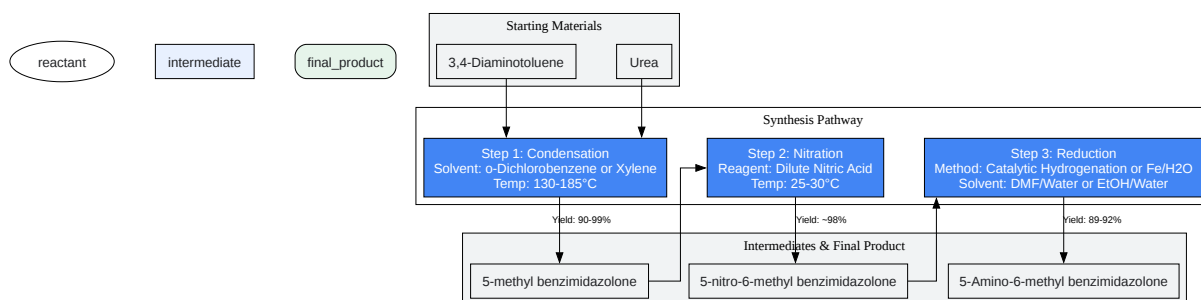 Starting Materials
reactant
intermediate
final_product
3,4-Diaminotoluene
Urea
Synthesis Pathway
Step 1: Condensation
Solvent: o-Dichlorobenzene or Xylene
Temp: 130-185°C
Step 2: Nitration
Reagent: Dilute Nitric Acid
Temp: 25-30°C
Step 3: Reduction
Method: Catalytic Hydrogenation or Fe/H2O
Solvent: DMF/Water or EtOH/Water
Yield: 90-99%
Yield: ~98%
Yield: 89-92%
Intermediates & Final Product
5-methyl benzimidazolone
5-nitro-6-methyl benzimidazolone
5-Amino-6-methyl benzimidazolone